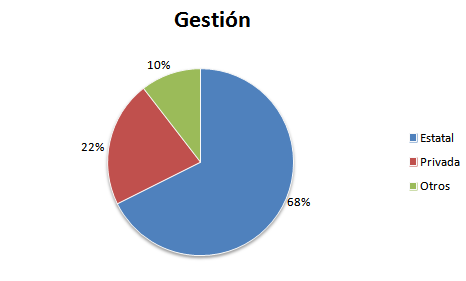 Gestión
10%
22%
68%
Estatal
Privada
Otros